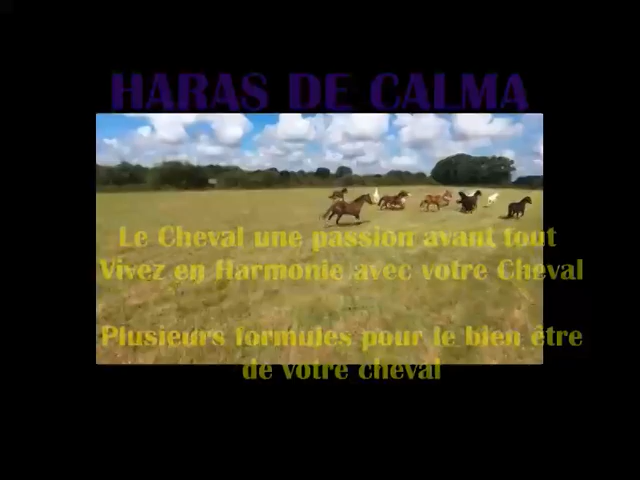 HARAS DE CALMA
Le Cheval une passion avant tout
Vivez en Harmonie avec votre Cheval
Plusieurs formules pour le bien être
de votre cheval